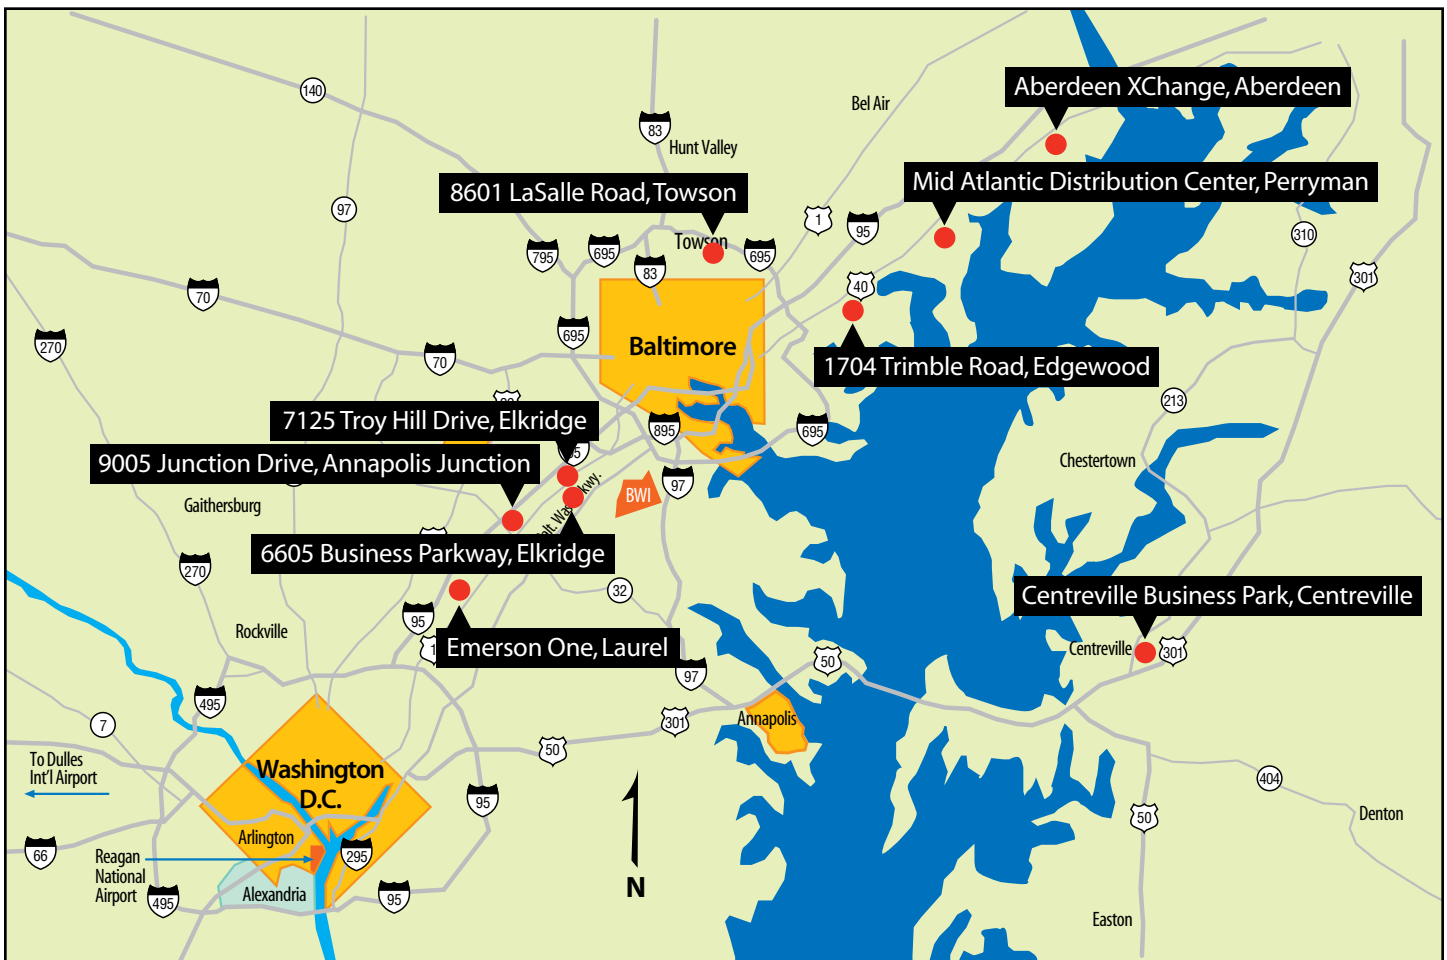 140
83
Bel Air
Aberdeen XChange, Aberdeen
Hunt Valley
8601 LaSalle Road, Towson
Mid Atlantic Distribution Center, Perryman
97
1
95
310
Towson
795
695
83
695
301
70
40
270
695
Baltimore
70
1704 Trimble Road, Edgewood
213
7125 Troy Hill Drive, Elkridge
895
695
9005 Junction Drive, Annapolis Junction
Chestertown
97
BWI
Gaithersburg
6605 Business Parkway, Elkridge
270
32
Centreville Business Park, Centreville
95
Rockville
1
Emerson One, Laurel
Centreville
301
50
97
495
7
301
Annapolis
50
To Dulles
Int'l Airport
Washington
D.C.
404
95
50
Denton
Arlington
66
295
Reagan
National
Airport
Alexandria
495
95
N
Easton